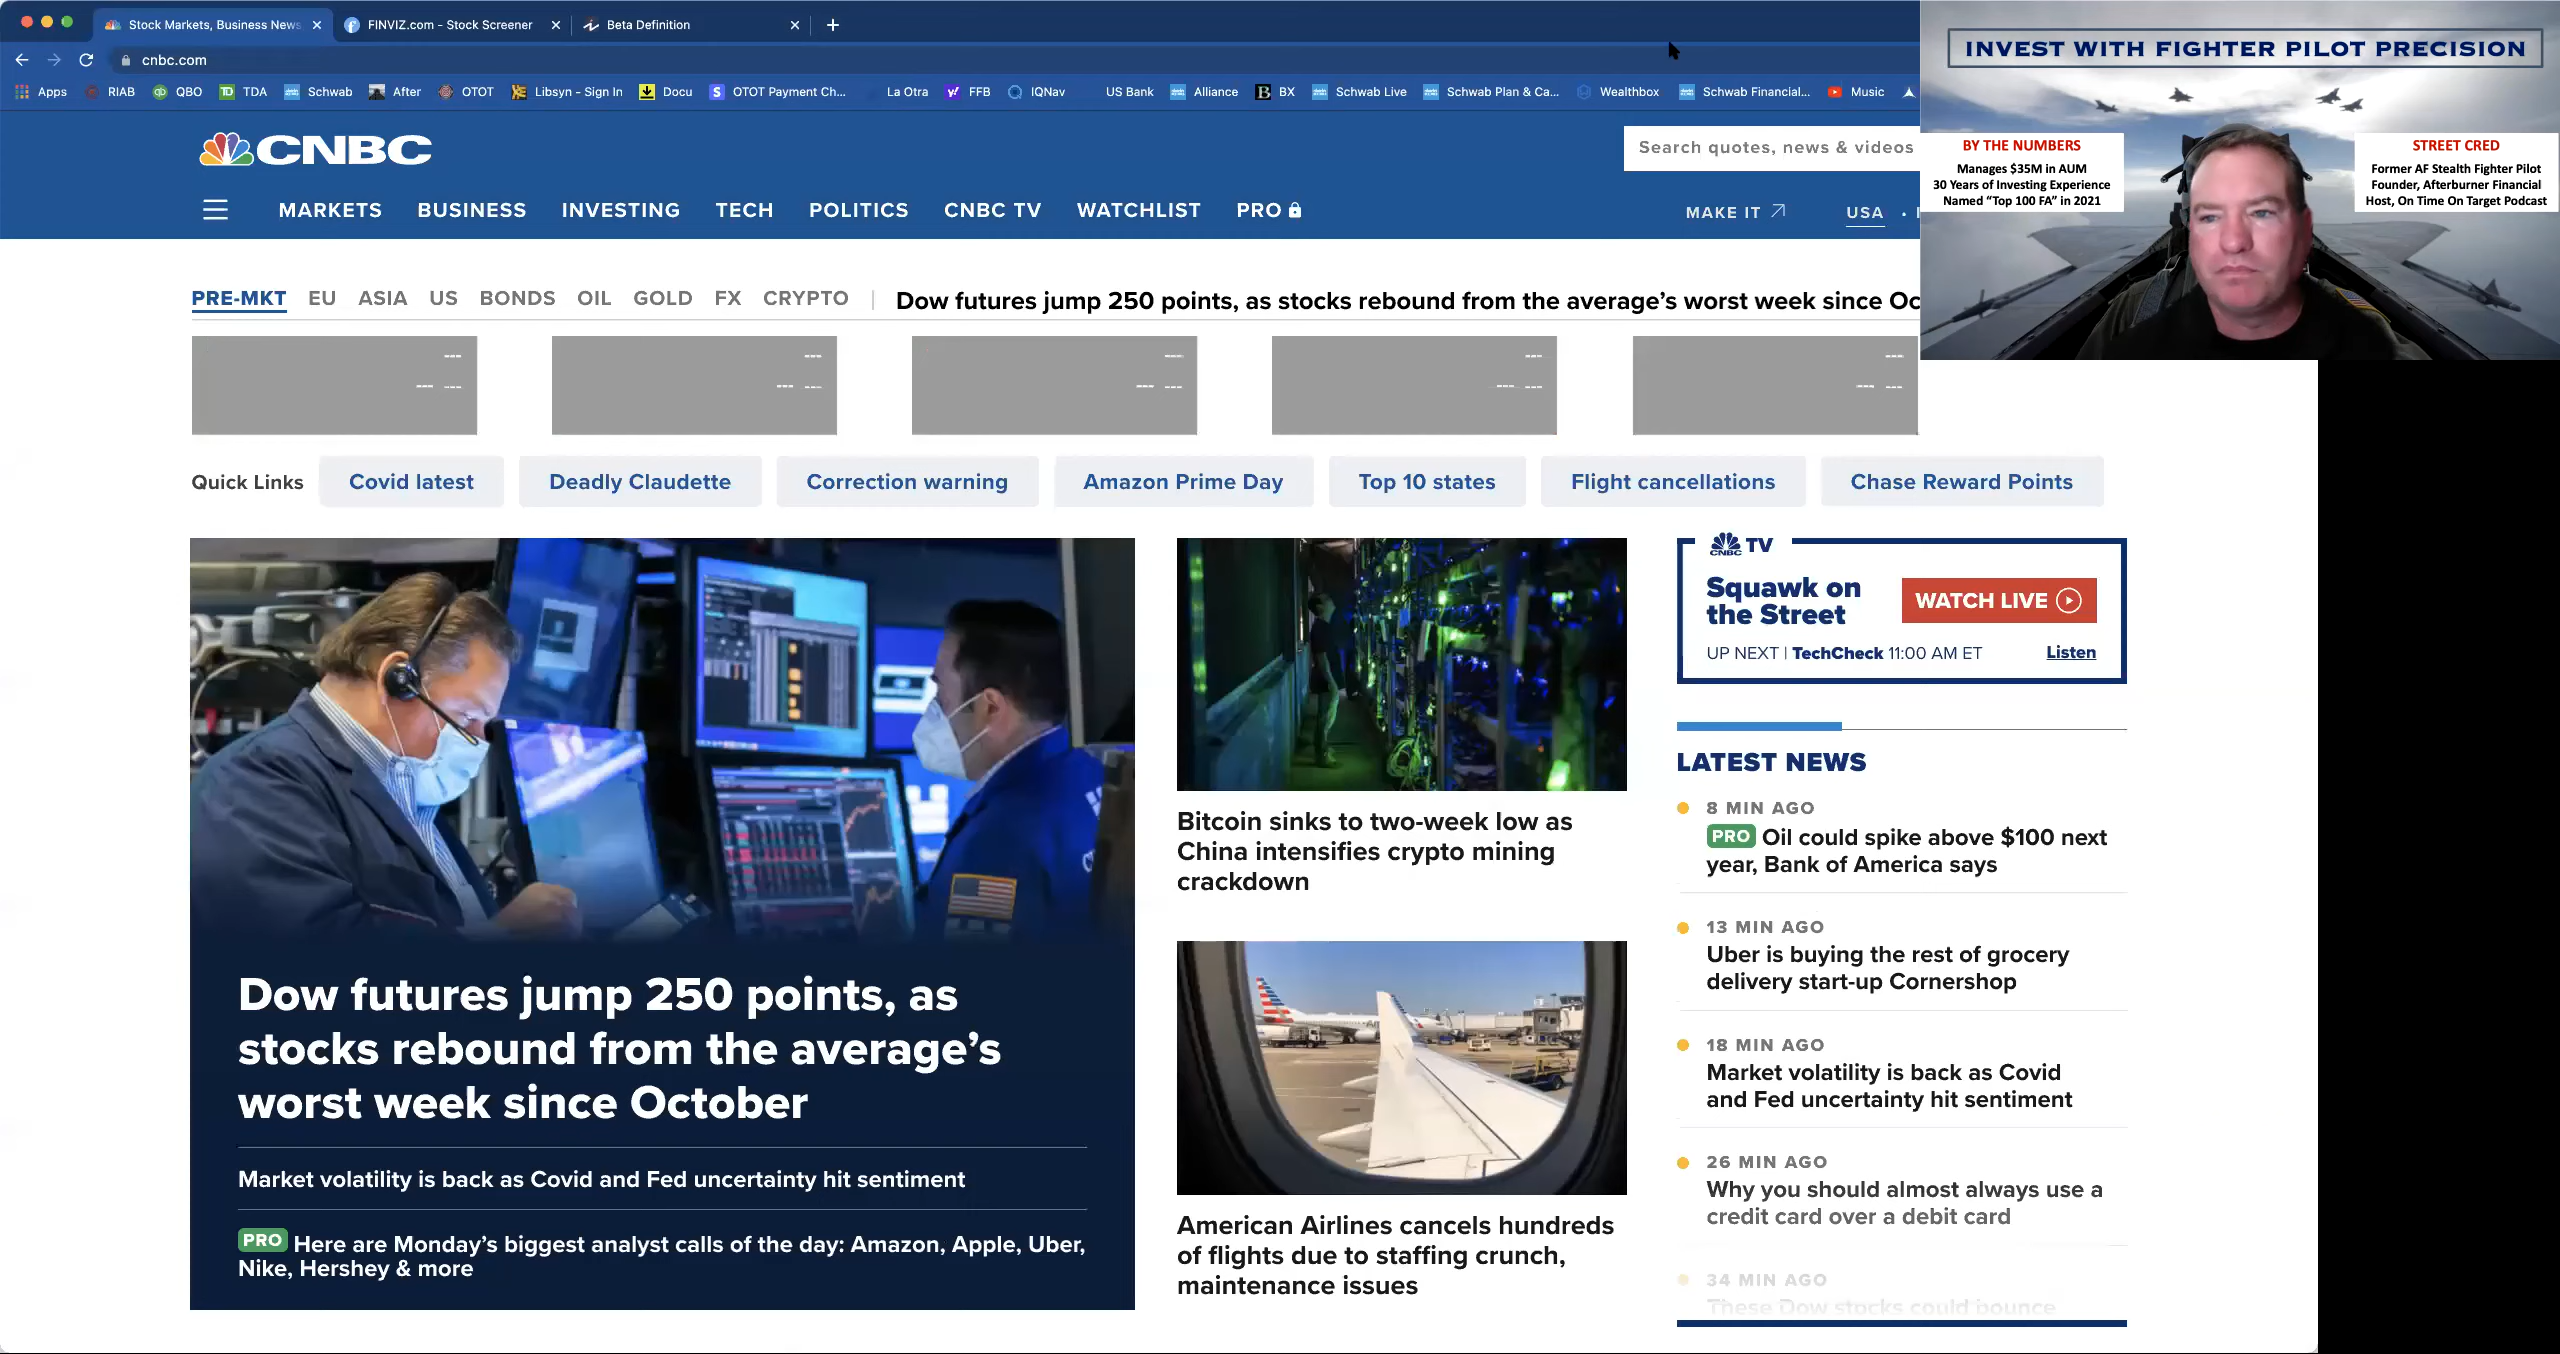 Stock Markets, Business News
FINVIZ.com - Stock Screener
Beta Definition
cnbc.com
Apps RIAB QBO TDA Schwab After OTOT Libsyn - Sign In Docu OTOT Payment Ch... La Otra FFB IQNav US Bank Alliance BX Schwab Live Schwab Plan & Ca... Wealthbox Schwab Financial... Music
INVEST WITH FIGHTER PILOT PRECISION
BY THE NUMBERS
Manages $35M in AUM
30 Years of Investing Experience
Named “Top 100 FA” in 2021
STREET CRED
Former AF Stealth Fighter Pilot
Founder, Afterburner Financial
Host, On Time On Target Podcast
CNBC
Search quotes, news & videos
MARKETS BUSINESS INVESTING TECH POLITICS CNBC TV WATCHLIST PRO
MAKE IT USA
PRE-MKT EU ASIA US BONDS OIL GOLD FX CRYPTO
Dow futures jump 250 points, as stocks rebound from the average’s worst week since Oc
--- --- ---
--- --- ---
--- --- ---
--- --- ---
--- --- ---
Quick Links Covid latest Deadly Claudette Correction warning Amazon Prime Day Top 10 states Flight cancellations Chase Reward Points
Dow futures jump 250 points, as
stocks rebound from the average’s
worst week since October
Market volatility is back as Covid and Fed uncertainty hit sentiment
PRO Here are Monday’s biggest analyst calls of the day: Amazon, Apple, Uber,
Nike, Hershey & more
Bitcoin sinks to two-week low as
China intensifies crypto mining
crackdown
American Airlines cancels hundreds
of flights due to staffing crunch,
maintenance issues
CNBC TV
Squawk on
the Street
WATCH LIVE
UP NEXT | TechCheck 11:00 AM ET
Listen
LATEST NEWS
8 MIN AGO
PRO Oil could spike above $100 next
year, Bank of America says
13 MIN AGO
Uber is buying the rest of grocery
delivery start-up Cornershop
18 MIN AGO
Market volatility is back as Covid
and Fed uncertainty hit sentiment
26 MIN AGO
Why you should almost always use a
credit card over a debit card
34 MIN AGO
These Dow stocks could bounce